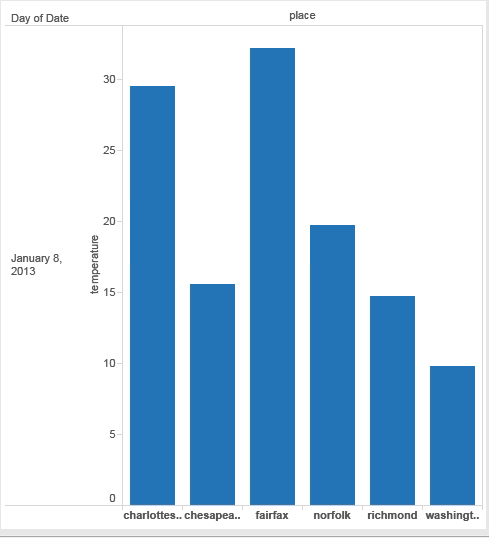 Day of Date
place
30
25
20
15
10
5
0
temperature
January 8,
2013
charlottes.. chesapea.. fairfax norfolk richmond washingt..